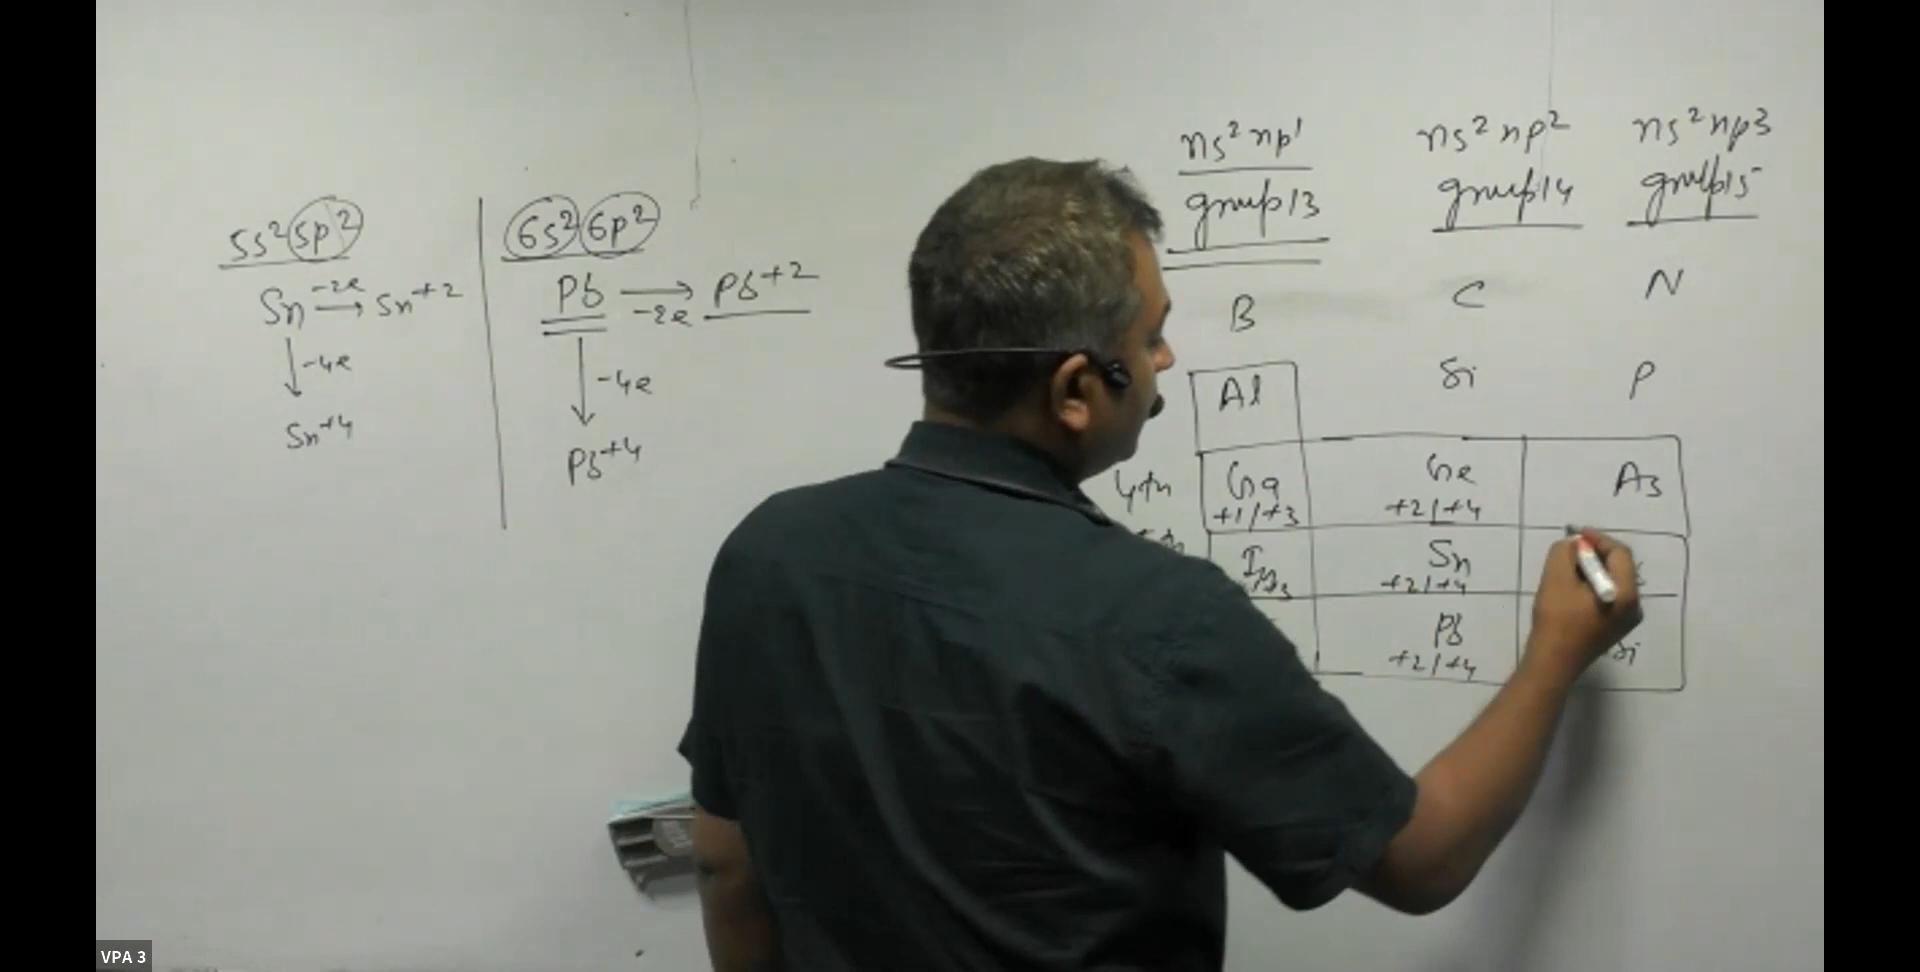 5s² 5p²
Sn -2e → Sn+2
↓ -4e
Sn+4
6s² 6p²
Pb → -2e Pb+2
↓ -4e
Pb+4
ns² np¹
group 13
B
Al
4th Ga
+1/+3
In
ns² np²
group 14
C
Si
Ge
+2/+4
Sn
+2/+4
Pb
+2/+4
ns² np3
group 15
N
P
As
VPA 3